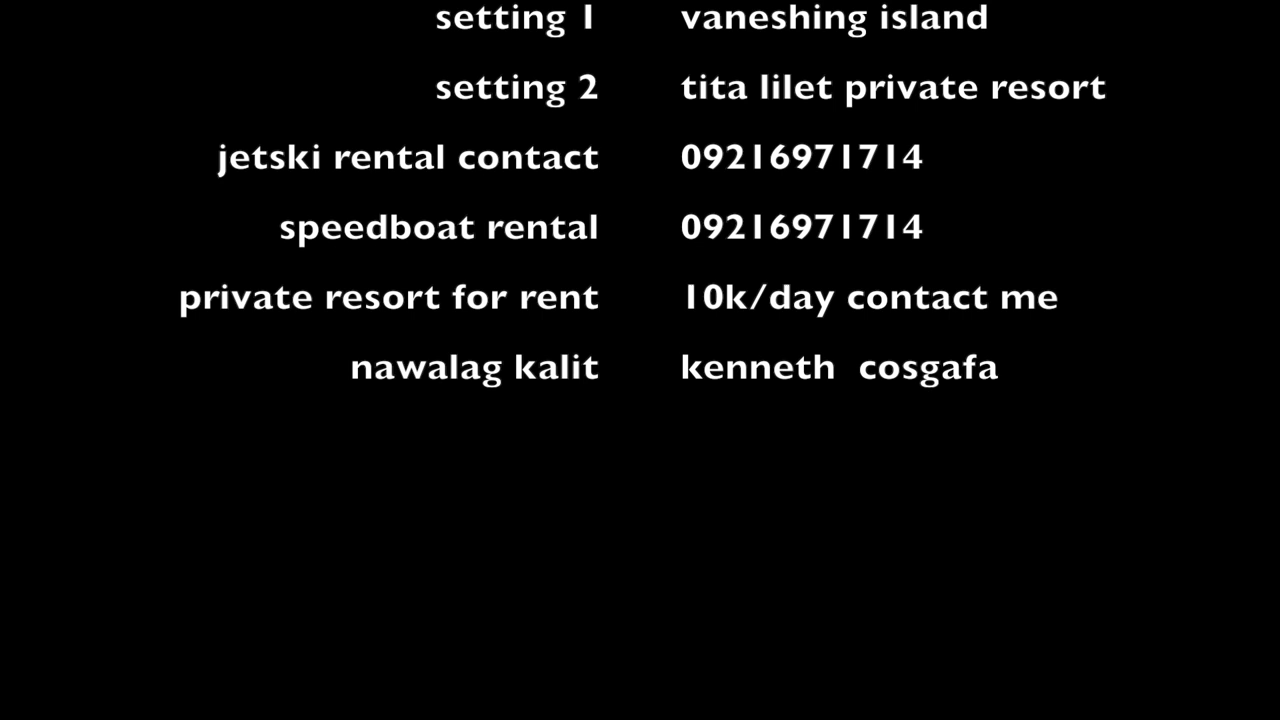 setting 1 vaneshing island
setting 2 tita lilet private resort
jetski rental contact 09216971714
speedboat rental 09216971714
private resort for rent 10k/day contact me
nawalag kalit kenneth cosgafa